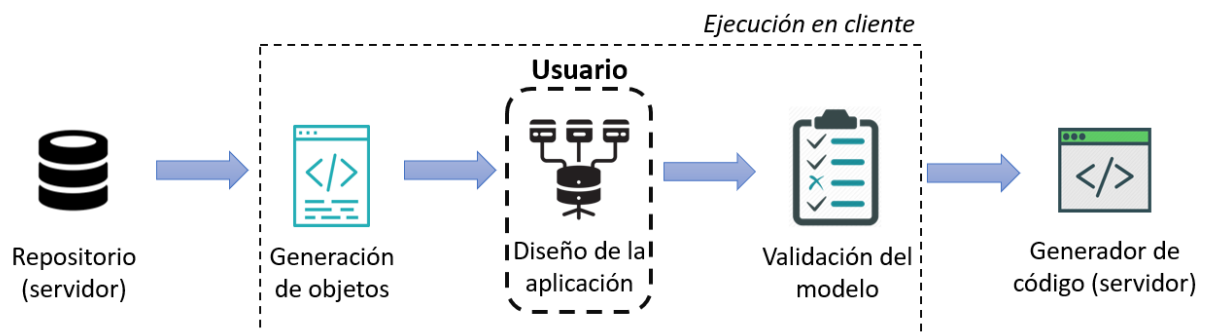 Ejecución en cliente
Usuario
Repositorio
(servidor)
Generación
de objetos
Diseño de la
aplicación
Validación del
modelo
Generador de
código (servidor)